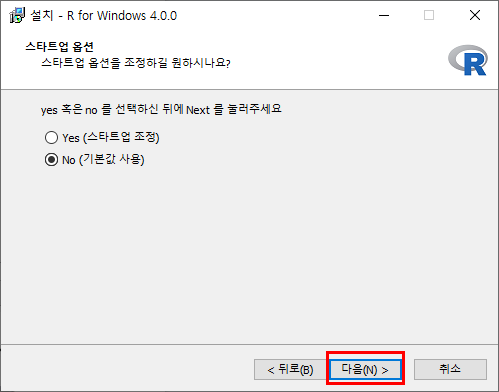 설치 - R for Windows 4.0.0
스타트업 옵션
스타트업 옵션을 조정하길 원하시나요?
R
yes 혹은 no 를 선택하신 뒤에 Next 를 눌러주세요
Yes (스타트업 조정)
No (기본값 사용)
< 뒤로(B)
다음(N) >
취소